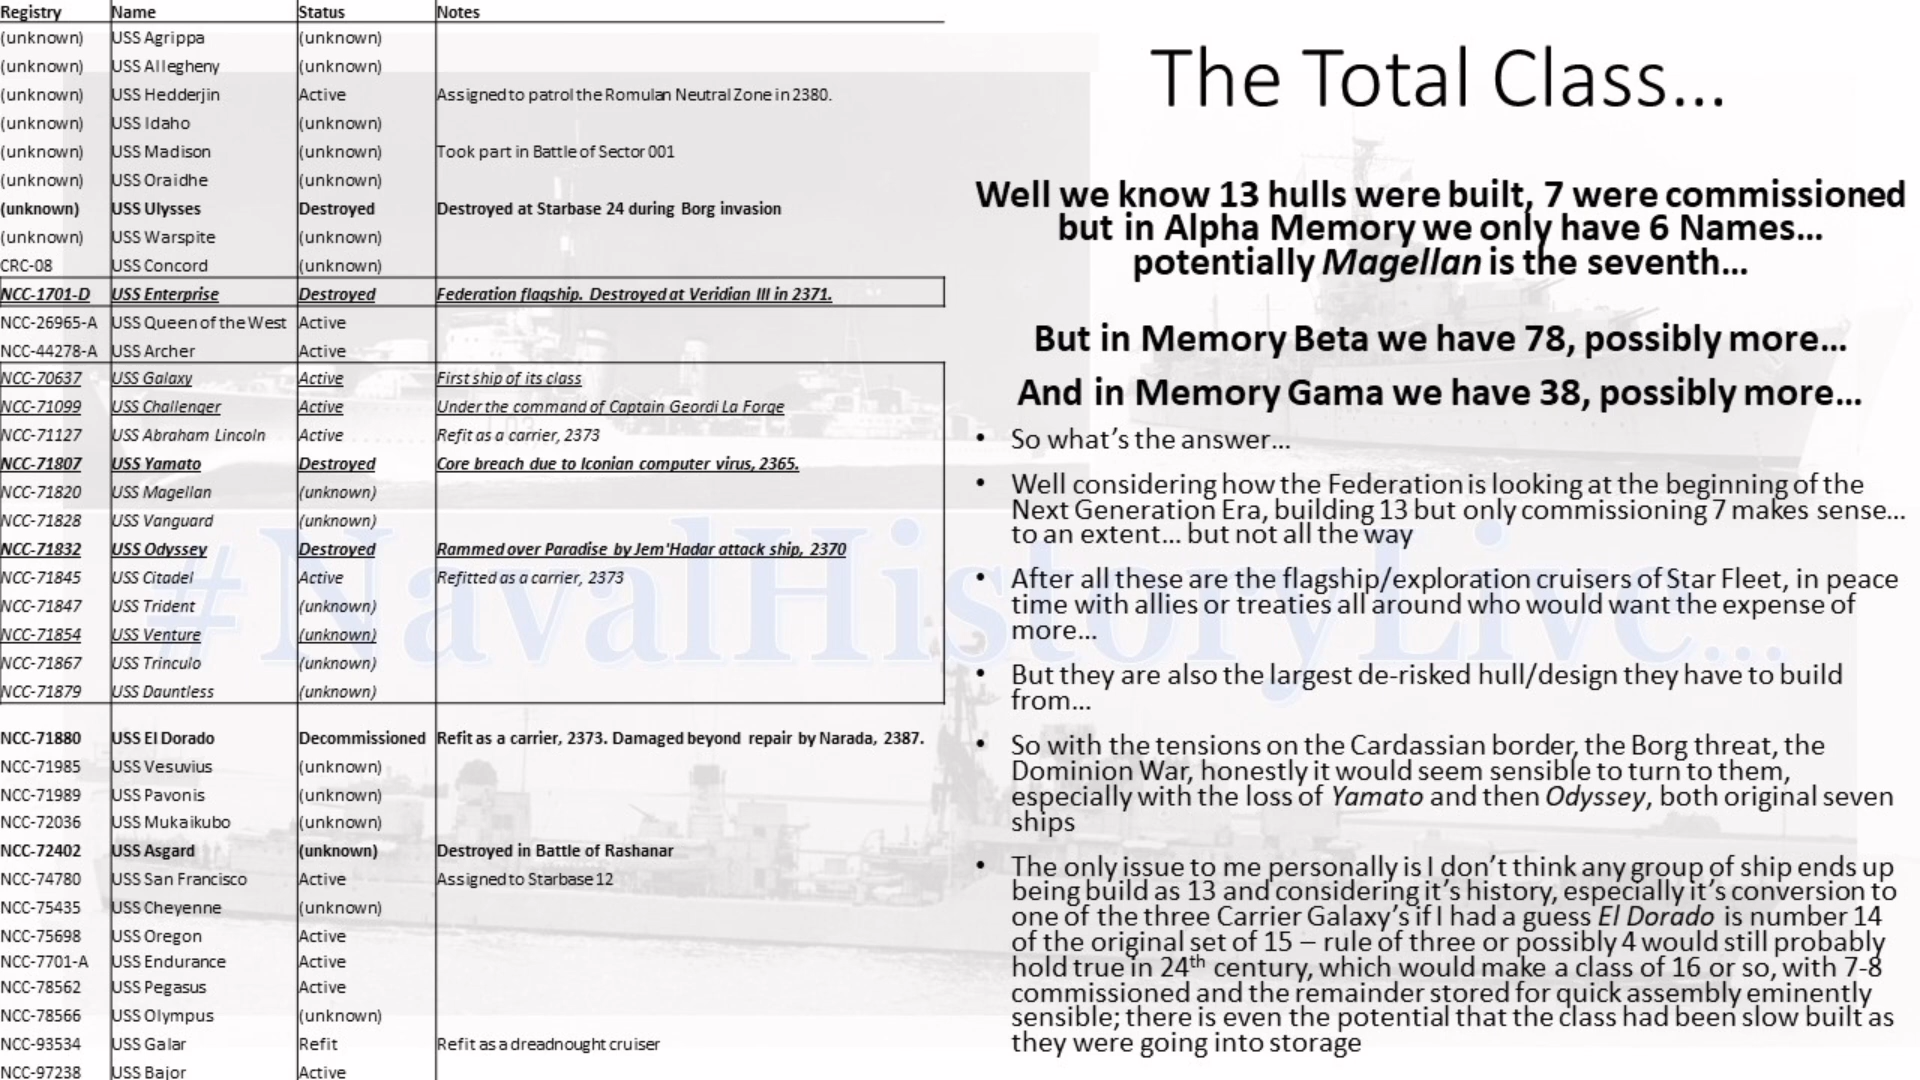 Registry Name Status Notes
(unknown) USS Agrippa (unknown)
(unknown) USS Allegheny (unknown)
(unknown) USS Hedderjin Active Assigned to patrol the Romulan Neutral Zone in 2380.
(unknown) USS Idaho (unknown)
(unknown) USS Madison (unknown) Took part in Battle of Sector 001
(unknown) USS Oraidhe (unknown)
(unknown) USS Ulysses Destroyed Destroyed at Starbase 24 during Borg invasion
(unknown) USS Warspite (unknown)
CRC-08 USS Concord (unknown)
NCC-1701-D USS Enterprise Destroyed Federation flagship. Destroyed at Veridian III in 2371.
NCC-26965-A USS Queen of the West Active
NCC-44278-A USS Archer Active
NCC-70637 USS Galaxy Active First ship of its class
NCC-71099 USS Challenger Active Under the command of Captain Geordi La Forge
NCC-71127 USS Abraham Lincoln Active Refit as a carrier, 2373
NCC-71807 USS Yamato Destroyed Core breach due to Iconian computer virus, 2365.
NCC-71820 USS Magellan (unknown)
NCC-71828 USS Vanguard (unknown)
NCC-71832 USS Odyssey Destroyed Rammed over Paradise by Jem'Hadar attack ship, 2370
NCC-71845 USS Citadel Active Refitted as a carrier, 2373
NCC-71847 USS Trident (unknown)
NCC-71854 USS Venture (unknown)
NCC-71867 USS Trinculo (unknown)
NCC-71879 USS Dauntless (unknown)
NCC-71880 USS El Dorado Decommissioned Refit as a carrier, 2373. Damaged beyond repair by Narada, 2387.
NCC-71985 USS Vesuvius (unknown)
NCC-71989 USS Pavonis (unknown)
NCC-72036 USS Mukaikubo (unknown)
NCC-72402 USS Asgard (unknown) Destroyed in Battle of Rashanar
NCC-74780 USS San Francisco Active Assigned to Starbase 12
NCC-75435 USS Cheyenne (unknown)
NCC-75698 USS Oregon Active
NCC-7701-A USS Endurance Active
NCC-78562 USS Pegasus Active
NCC-78566 USS Olympus (unknown)
NCC-93534 USS Galar Refit Refit as a dreadnought cruiser
NCC-97238 USS Bajor Active
#NavalHistoryLive...
The Total Class...
Well we know 13 hulls were built, 7 were commissioned
but in Alpha Memory we only have 6 Names...
potentially Magellan is the seventh...
But in Memory Beta we have 78, possibly more...
And in Memory Gama we have 38, possibly more...
• So what's the answer...
• Well considering how the Federation is looking at the beginning of the
Next Generation Era, building 13 but only commissioning 7 makes sense...
to an extent... but not all the way
• After all these are the flagship/exploration cruisers of Star Fleet, in peace
time with allies or treaties all around who would want the expense of
more...
• But they are also the largest de-risked hull/design they have to build
from...
• So with the tensions on the Cardassian border, the Borg threat, the
Dominion War, honestly it would seem sensible to turn to them,
especially with the loss of Yamato and then Odyssey, both original seven
ships
• The only issue to me personally is I don't think any group of ship ends up
being build as 13 and considering it's history, especially it's conversion to
one of the three Carrier Galaxy's if I had a guess El Dorado is number 14
of the original set of 15 – rule of three or possibly 4 would still probably
hold true in 24th century, which would make a class of 16 or so, with 7-8
commissioned and the remainder stored for quick assembly eminently
sensible; there is even the potential that the class had been slow built as
they were going into storage